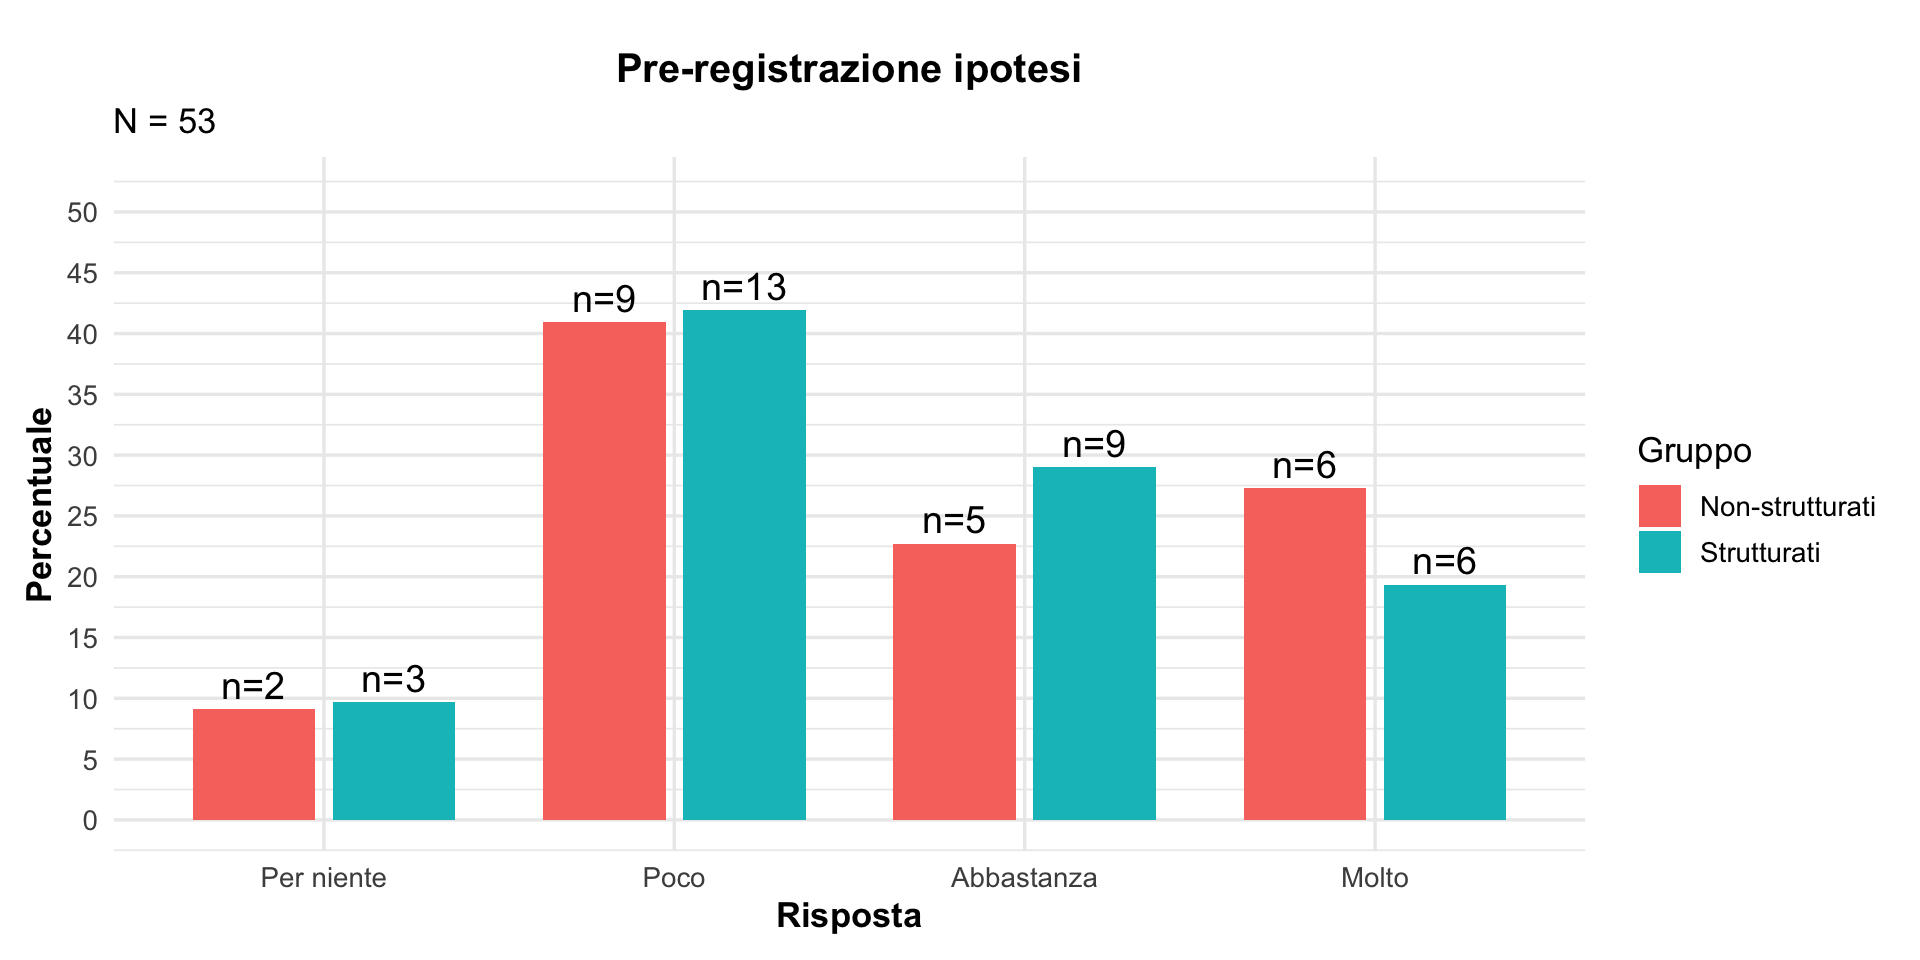 Pre-registrazione ipotesi
N = 53
Percentuale
50
45
40
35
30
25
20
15
10
5
0
n=2
n=3
n=9
n=13
n=5
n=9
n=6
n=6
Per niente
Poco
Abbastanza
Molto
Risposta
Gruppo
Non-strutturati
Strutturati